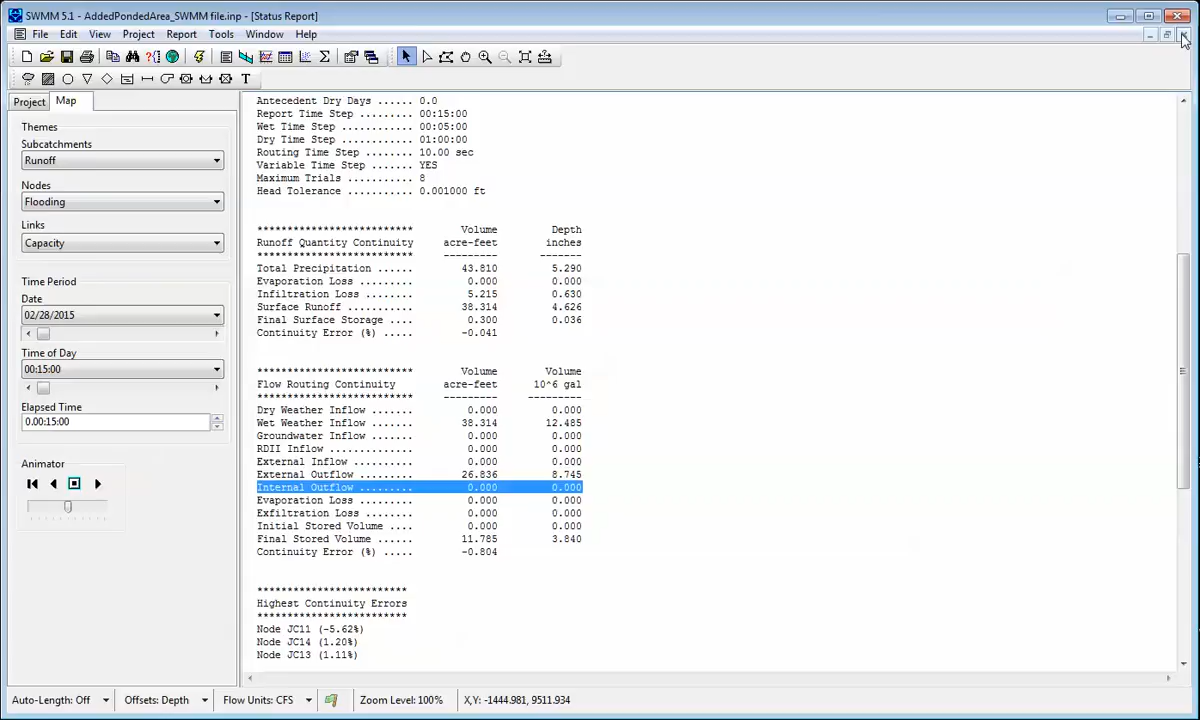 SWMM 5.1 - AddedPondedArea_SWMM file.inp - [Status Report]
File Edit View Project Report Tools Window Help
Project Map
Themes
Subcatchments
Runoff
Nodes
Flooding
Links
Capacity
Time Period
Date
02/28/2015
Time of Day
00:15:00
Elapsed Time
0.00:15:00
Animator
Antecedent Dry Days ...... 0.0
Report Time Step ......... 00:15:00
Wet Time Step ............ 00:05:00
Dry Time Step ............ 01:00:00
Routing Time Step ........ 10.00 sec
Variable Time Step ....... YES
Maximum Trials ........... 8
Head Tolerance ........... 0.001000 ft
************************** Volume Depth
Runoff Quantity Continuity acre-feet inches
************************** --------- -------
Total Precipitation ...... 43.810 5.290
Evaporation Loss ......... 0.000 0.000
Infiltration Loss ........ 5.215 0.630
Surface Runoff ........... 38.314 4.626
Final Surface Storage .... 0.300 0.036
Continuity Error (%) ..... -0.041
************************** Volume Volume
Flow Routing Continuity acre-feet 10^6 gal
************************** --------- ---------
Dry Weather Inflow ....... 0.000 0.000
Wet Weather Inflow ....... 38.314 12.485
Groundwater Inflow ....... 0.000 0.000
RDII Inflow .............. 0.000 0.000
External Inflow .......... 0.000 0.000
External Outflow ......... 26.836 8.745
Internal Outflow ......... 0.000 0.000
Evaporation Loss ......... 0.000 0.000
Exfiltration Loss ........ 0.000 0.000
Initial Stored Volume .... 0.000 0.000
Final Stored Volume ...... 11.785 3.840
Continuity Error (%) ..... -0.804
*************************
Highest Continuity Errors
*************************
Node JC11 (-5.62%)
Node JC14 (1.20%)
Node JC13 (1.11%)
Auto-Length: Off Offsets: Depth Flow Units: CFS Zoom Level: 100% X,Y: -1444.981, 9511.934